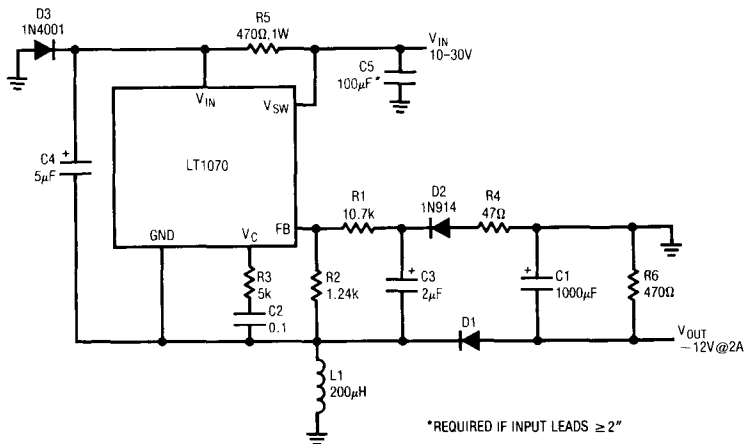 D3
1N4001
R5
470Ω,1W
VIN
10–30V
C5
100μF*
VIN
VSW
LT1070
C4
+
5μF
GND
VC
FB
R1
10.7k
D2
1N914
R4
47Ω
R3
5k
C2
0.1
R2
1.24k
+
C3
2μF
+
C1
1000μF
R6
470Ω
D1
VOUT
–12V@2A
L1
200μH
*REQUIRED IF INPUT LEADS ≥2"